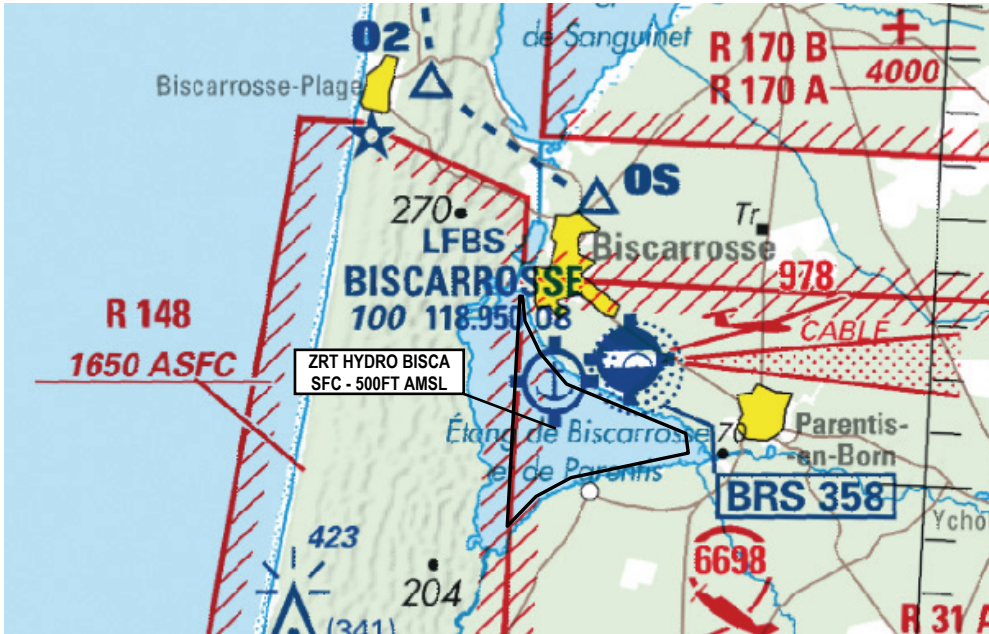 02
de Sanguinet
R 170 B
R 170 A
4000
Biscarrosse-Plage
OS
270
Tr
LFBS
Biscarrosse
BISCARROSSE
978
100 118.950 08
CABLE
R 148
1650 ASFC
ZRT HYDRO BISCA
SFC - 500FT AMSL
Étang de Biscarrosse
et de Parentis
70
Parentis-
-en-Born
BRS 358
Ycho
423
6698
204
(341)
R 31 A